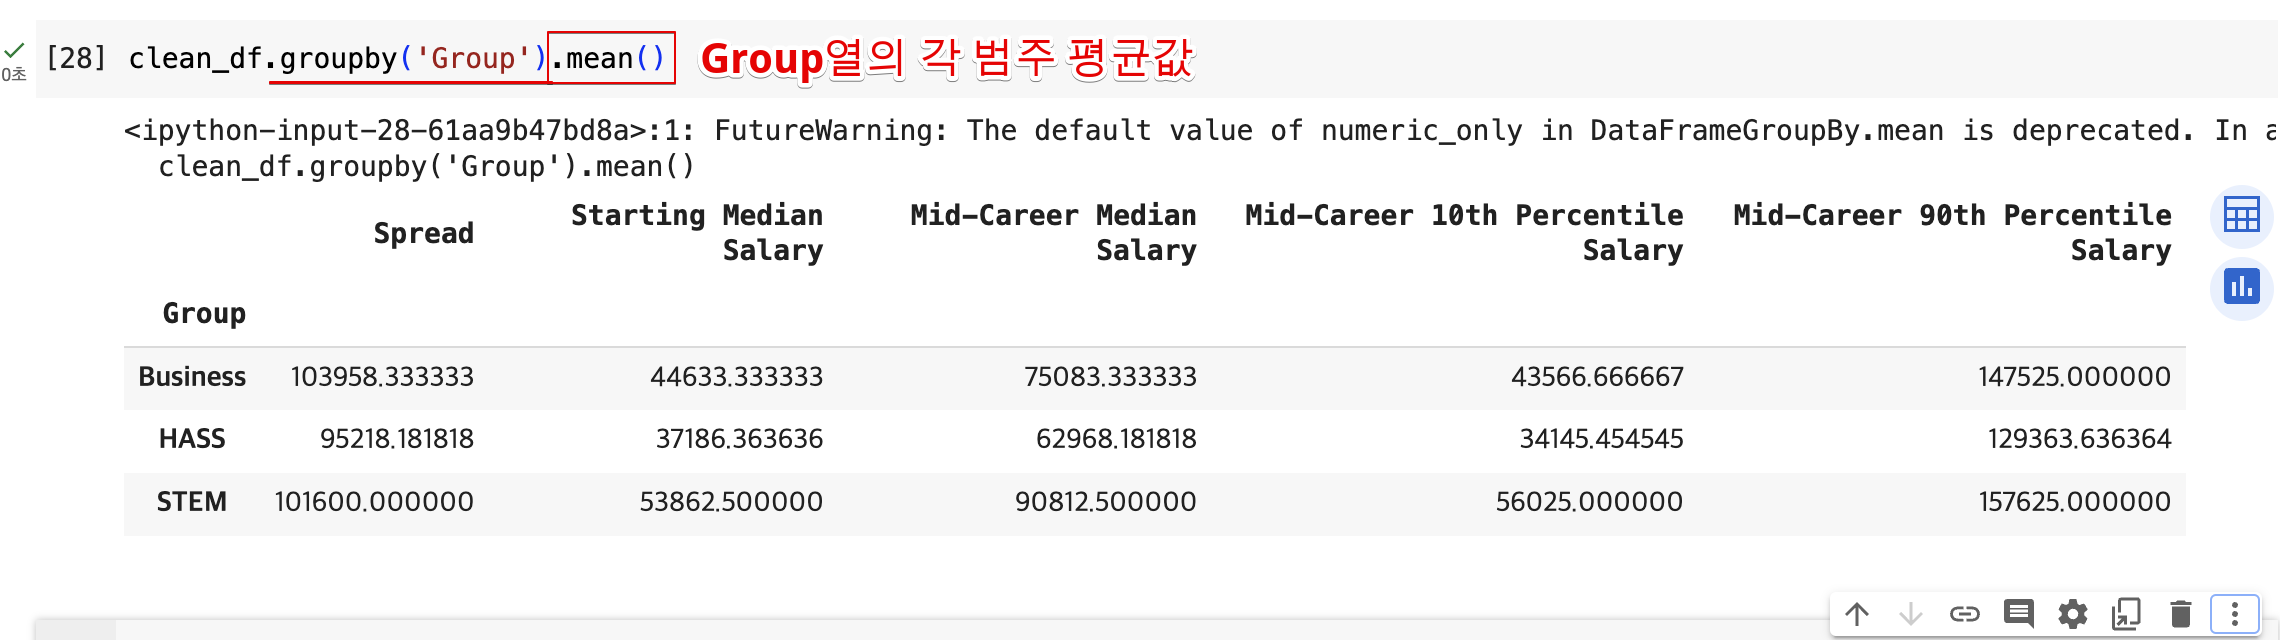 [28] clean_df.groupby('Group').mean() Group열의 각 범주 평균값
0초
<ipython-input-28-61aa9b47bd8a>:1: FutureWarning: The default value of numeric_only in DataFrameGroupBy.mean is deprecated. In a
clean_df.groupby('Group').mean()
Spread Starting Median Salary Mid-Career Median Salary Mid-Career 10th Percentile Salary Mid-Career 90th Percentile Salary
Group
Business 103958.333333 44633.333333 75083.333333 43566.666667 147525.000000
HASS 95218.181818 37186.363636 62968.181818 34145.454545 129363.636364
STEM 101600.000000 53862.500000 90812.500000 56025.000000 157625.000000